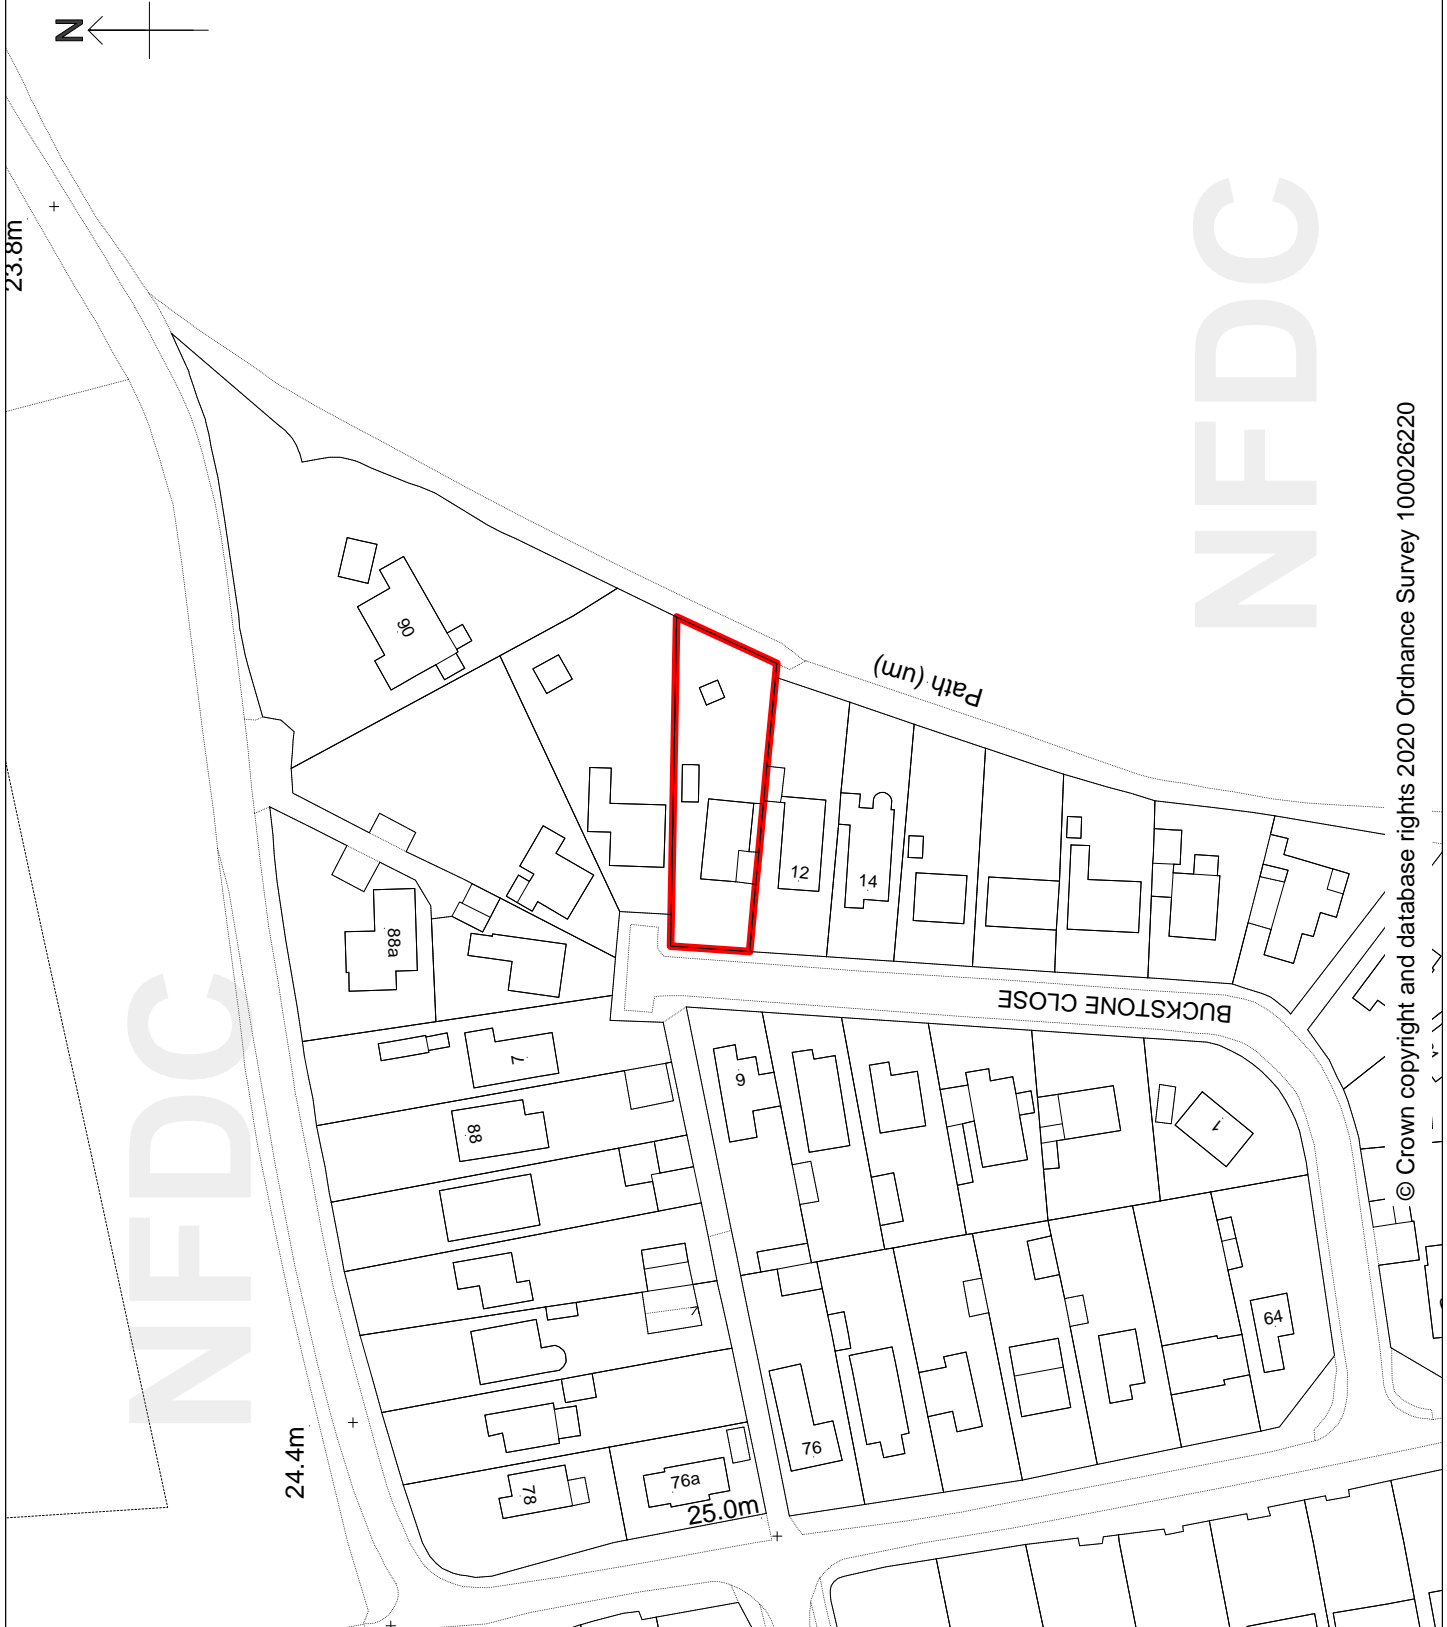 N
23.8m
NFDC
90
Path (um)
12
14
88a
BUCKSTONE CLOSE
NFDC
7
9
88
1
64
24.4m
76
76a
78
25.0m
© Crown copyright and database rights 2020 Ordnance Survey 100026220